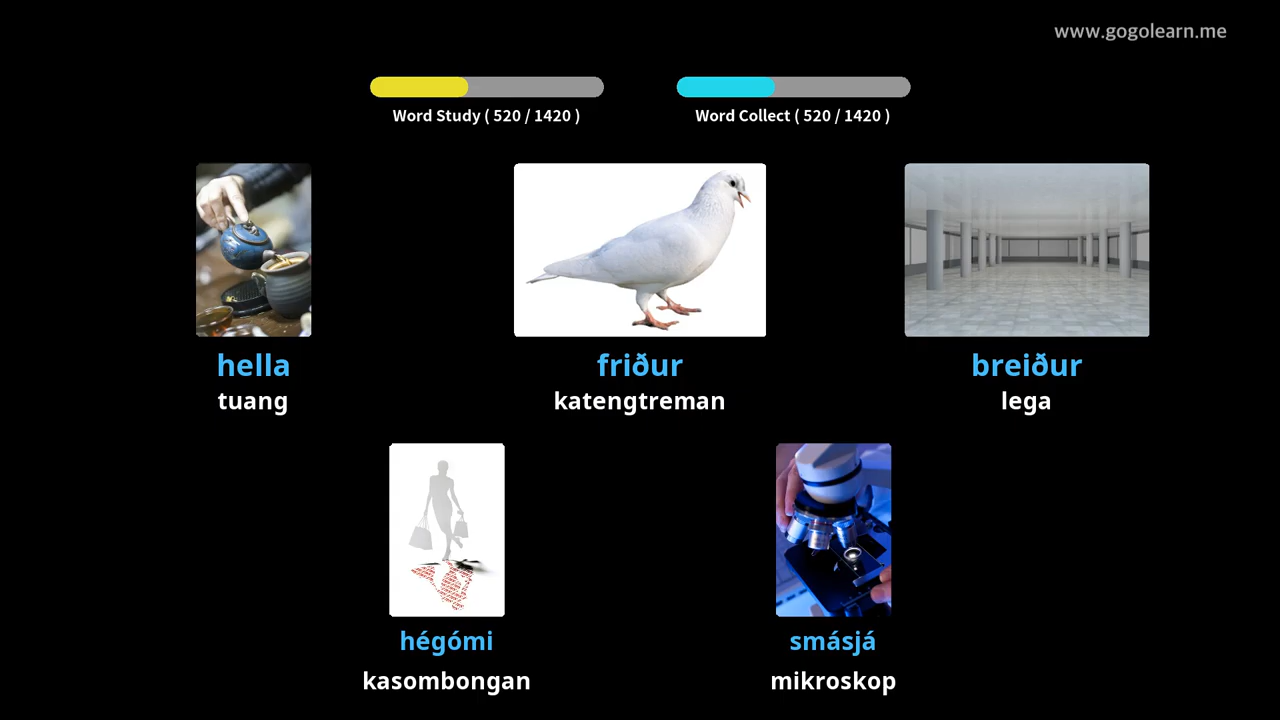 www.gogolearn.me
Word Study ( 520 / 1420 )
Word Collect ( 520 / 1420 )
hella
tuang
friður
katengtreman
breiður
lega
hégómi
kasombongan
smásjá
mikroskop